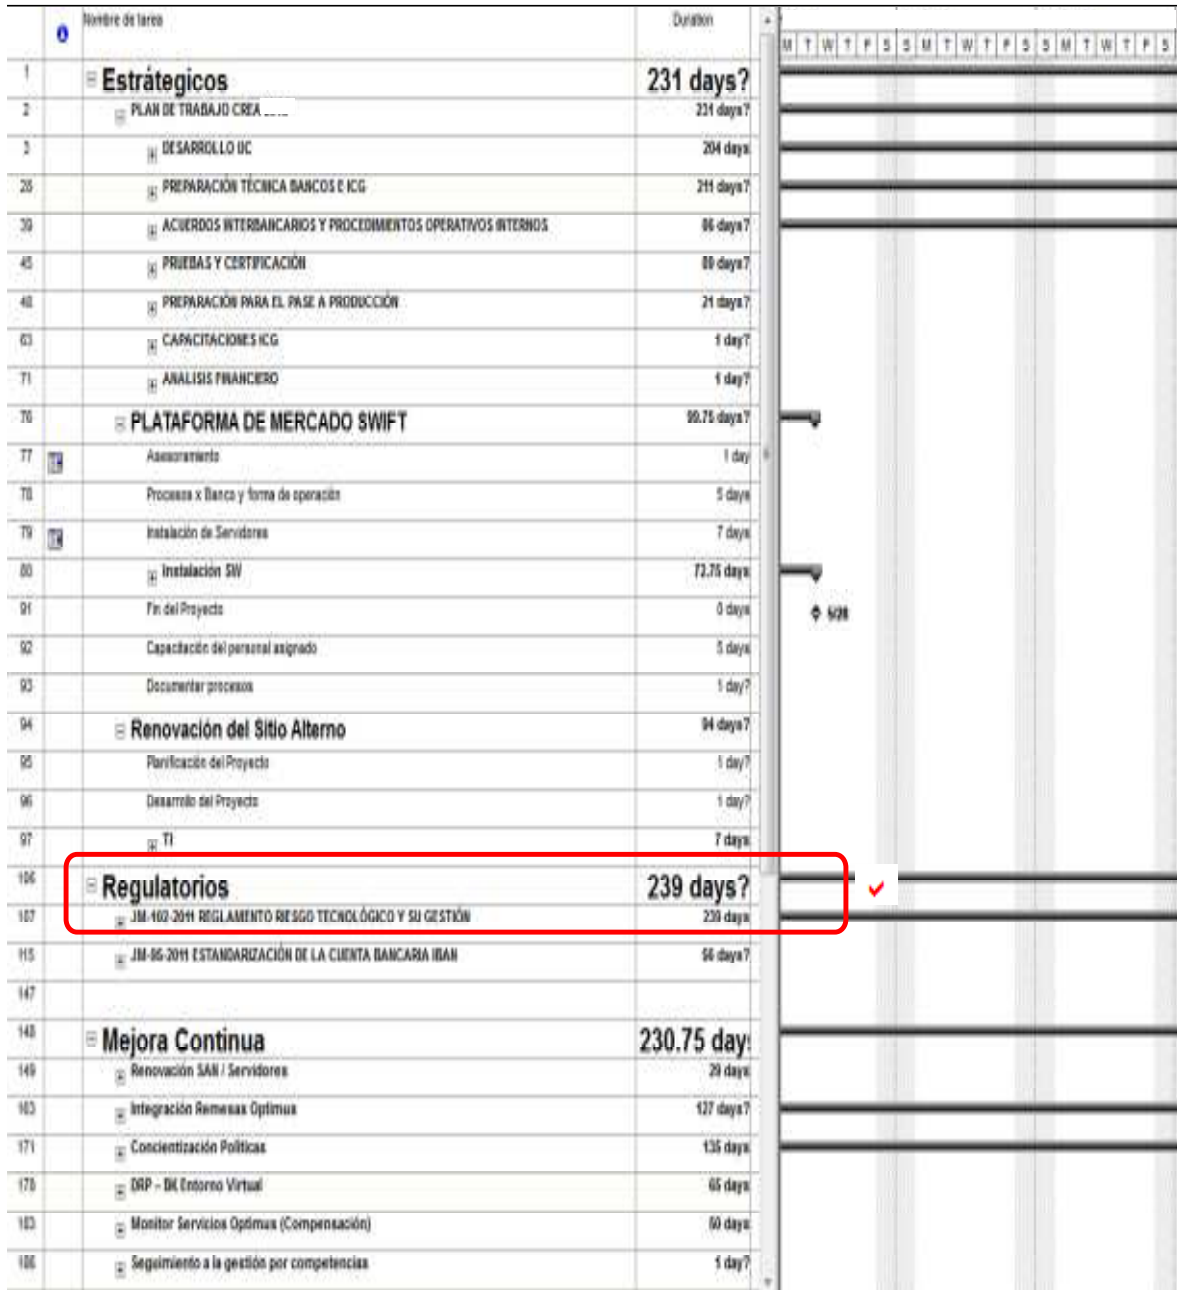 Nombre de tarea Duration
M T W T F S S M T W T F S S M T W T F S
1 Estrátegicos 231 days?
2 PLAN DE TRABAJO CREA 231 days?
3 DESARROLLO UC 204 days
28 PREPARACIÓN TÉCNICA BANCOS E ICG 211 days?
39 ACUERDOS INTERBANCARIOS Y PROCEDIMIENTOS OPERATIVOS INTERNOS 86 days?
45 PRUEBAS Y CERTIFICACIÓN 89 days?
48 PREPARACIÓN PARA EL PASE A PRODUCCIÓN 21 days?
63 CAPACITACIONES ICG 1 day?
71 ANALISIS FINANCIERO 1 day?
76 PLATAFORMA DE MERCADO SWIFT 99.75 days?
77 Asesoramiento 1 day
78 Procesos x Banco y forma de operación 5 days
79 Instalación de Servidores 7 days
80 Instalación SW 72.75 days
91 Fin del Proyecto 0 days 5/20
92 Capacitación del personal asignado 5 days
93 Documentar procesos 1 day?
94 Renovación del Sitio Alterno 94 days?
95 Planificación del Proyecto 1 day?
96 Desarrollo del Proyecto 1 day?
97 TI 7 days
106 Regulatorios 239 days?
107 JM-102-2011 REGLAMENTO RIESGO TECNOLÓGICO Y SU GESTIÓN 239 days
115 JM-95-2011 ESTANDARIZACIÓN DE LA CUENTA BANCARIA IBAN 56 days?
147
148 Mejora Continua 230.75 day
149 Renovación SAN / Servidores 29 days
163 Integración Remesas Optimus 127 days?
171 Concientización Políticas 135 days
178 DRP – BK Entorno Virtual 65 days
183 Monitor Servicios Optimus (Compensación) 50 days
186 Seguimiento a la gestión por competencias 1 day?